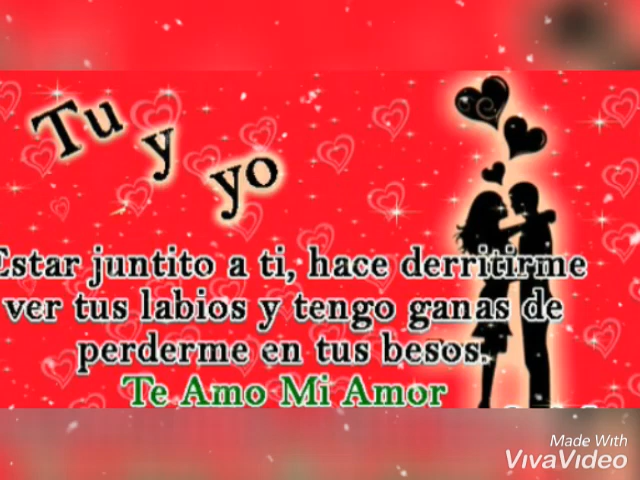 Tu y yo
Estar juntito a ti, hace derritirme
ver tus labios y tengo ganas de
perderme en tus besos.
Te Amo Mi Amor
Made With
VivaVideo